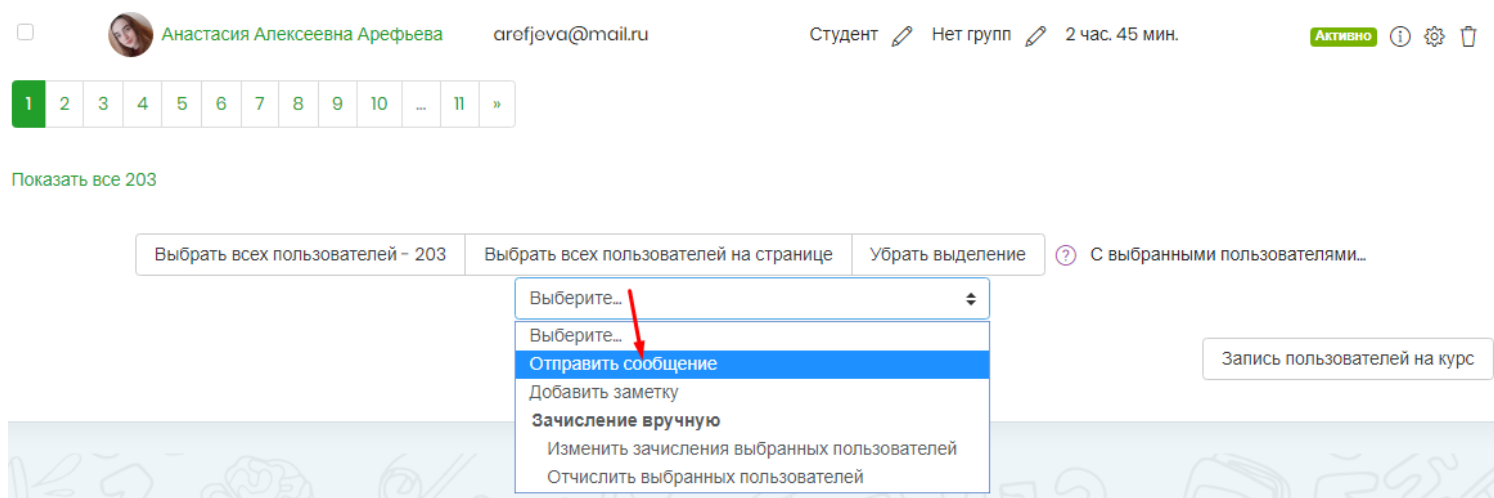 Анастасия Алексеевна Арефьева arefjeva@mail.ru Студент Нет групп 2 час. 45 мин. Активно
1 2 3 4 5 6 7 8 9 10 ... 11 »
Показать все 203
Выбрать всех пользователей - 203 Выбрать всех пользователей на странице Убрать выделение ? С выбранными пользователями...
Выберите...
Выберите...
Отправить сообщение
Запись пользователей на курс
Добавить заметку
Зачисление вручную
Изменить зачисления выбранных пользователей
Отчислить выбранных пользователей